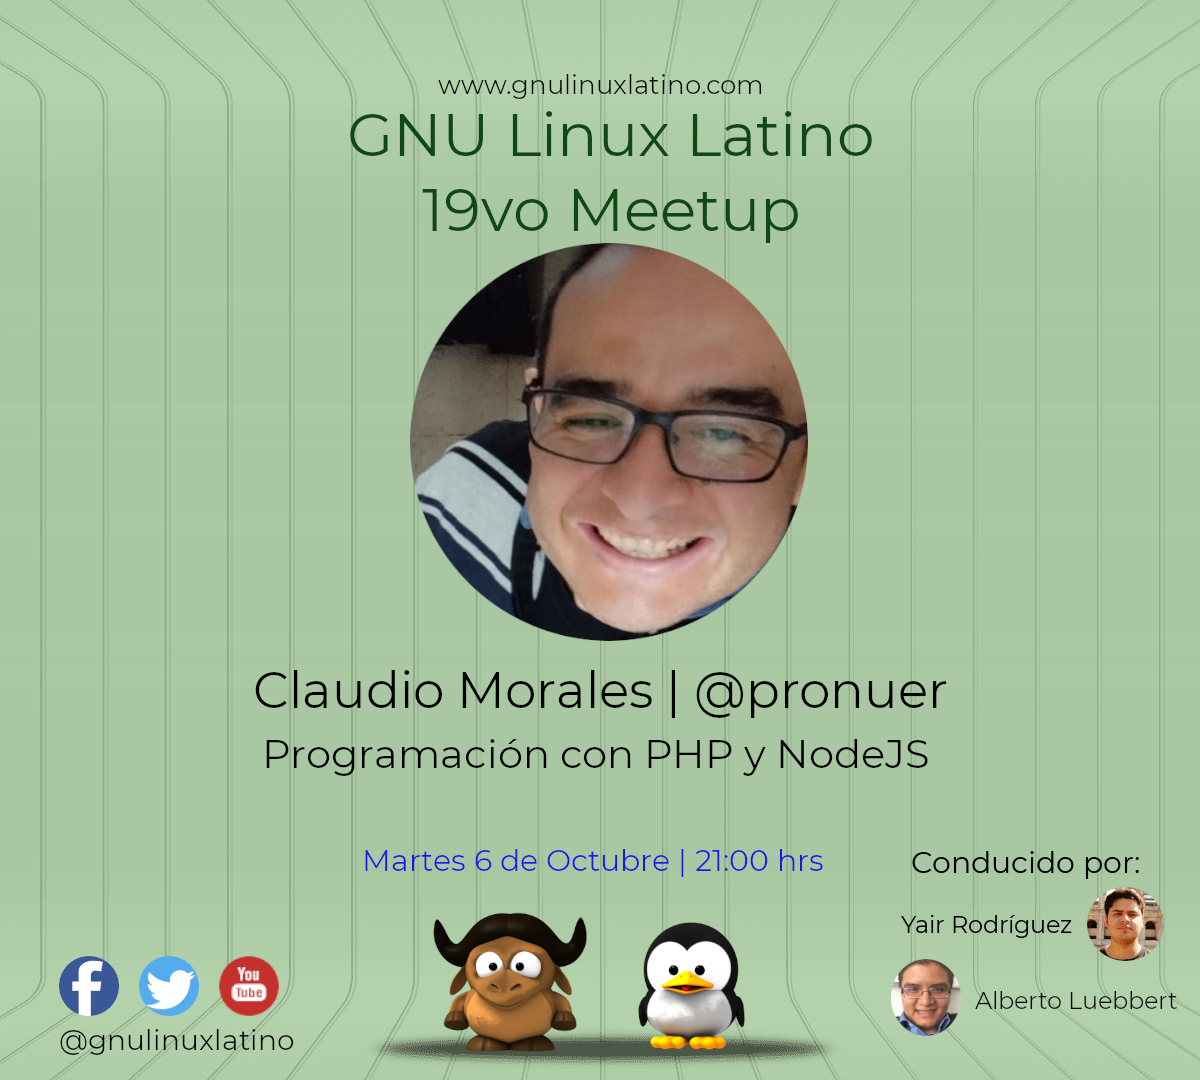 www.gnulinuxlatino.com
GNU Linux Latino
19vo Meetup
Claudio Morales | @pronuer
Programación con PHP y NodeJS
Martes 6 de Octubre | 21:00 hrs
Conducido por:
Yair Rodríguez
Alberto Luebbert
You
Tube
@gnulinuxlatino